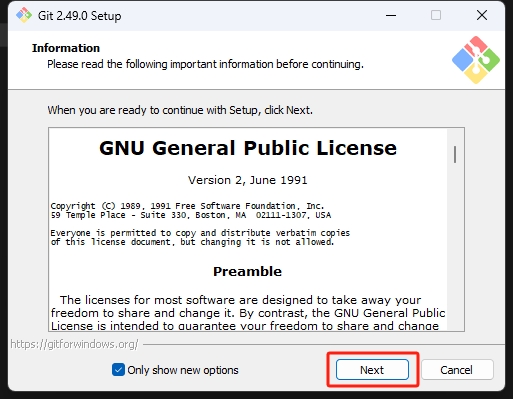 Git 2.49.0 Setup
Information
Please read the following important information before continuing.
When you are ready to continue with Setup, click Next.
GNU General Public License
Version 2, June 1991
Copyright (C) 1989, 1991 Free Software Foundation, Inc.
59 Temple Place - Suite 330, Boston, MA  02111-1307, USA
Everyone is permitted to copy and distribute verbatim copies
of this license document, but changing it is not allowed.
Preamble
The licenses for most software are designed to take away your
freedom to share and change it. By contrast, the GNU General Public
License is intended to guarantee your freedom to share and change
https://gitforwindows.org/
Only show new options
Next
Cancel